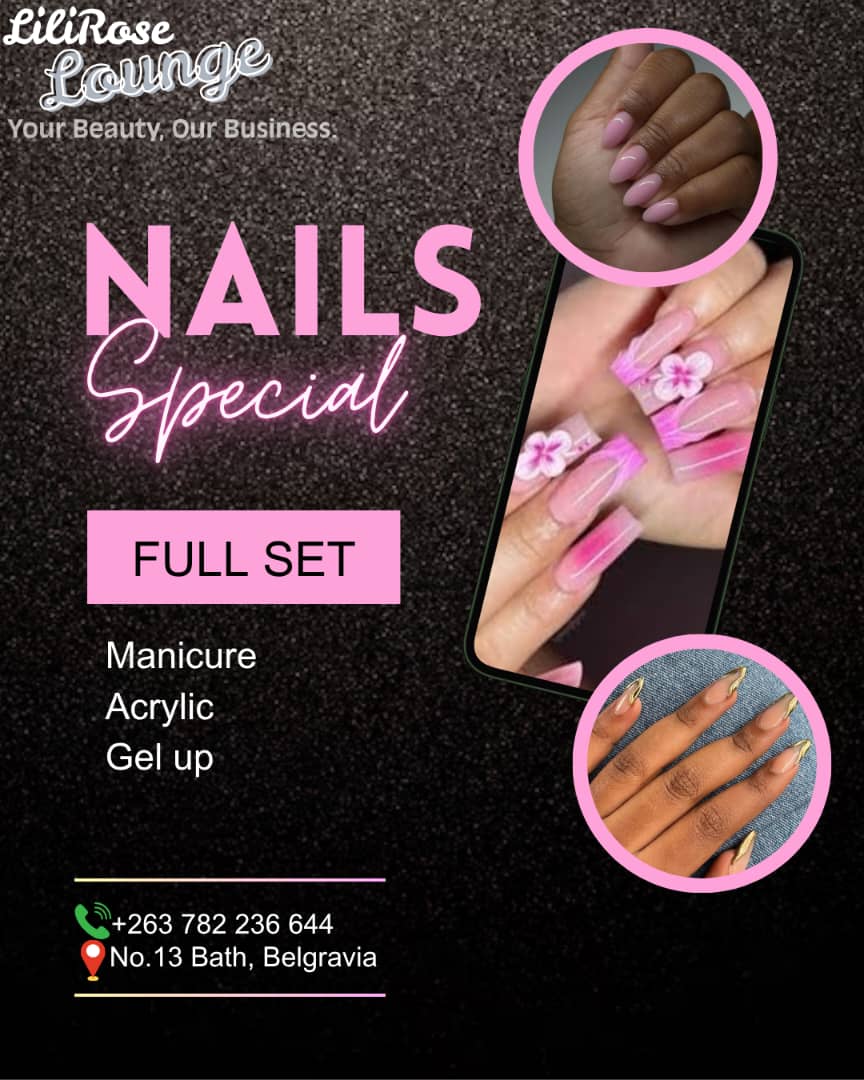 LiliRose
Lounge
Your Beauty, Our Business.
NAILS
Special
FULL SET
Manicure
Acrylic
Gel up
+263 782 236 644
No.13 Bath, Belgravia